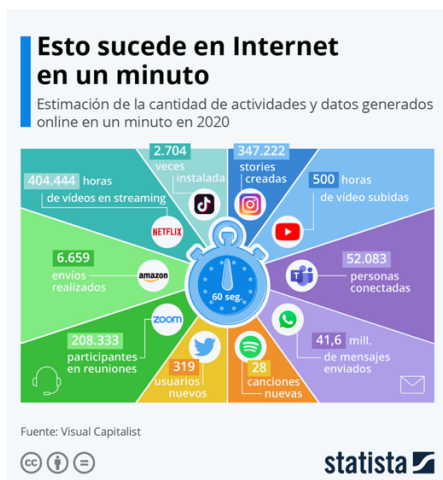 Esto sucede en Internet
en un minuto
Estimación de la cantidad de actividades y datos generados
online en un minuto en 2020
2.704
veces
instalada
347.222
stories
creadas
404.444 horas
de vídeos en streaming
NETFLIX
500 horas
de vídeo subidas
6.659
envíos
realizados
amazon
60 seg.
52.083
personas
conectadas
zoom
208.333
participantes
en reuniones
41,6 mill.
de mensajes
enviados
319
usuarios
nuevos
28
canciones
nuevas
Fuente: Visual Capitalist
cc
statista